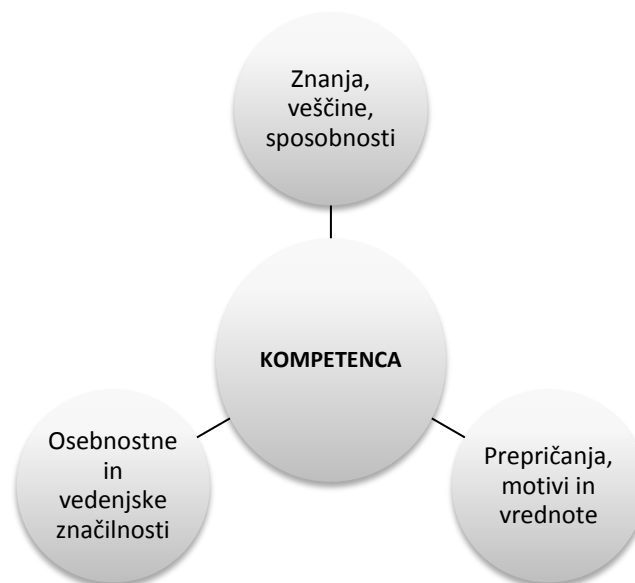 Znanja,
veščine,
sposobnosti
KOMPETENCA
Osebnostne
in
vedenjske
značilnosti
Prepričanja,
motivi in
vrednote